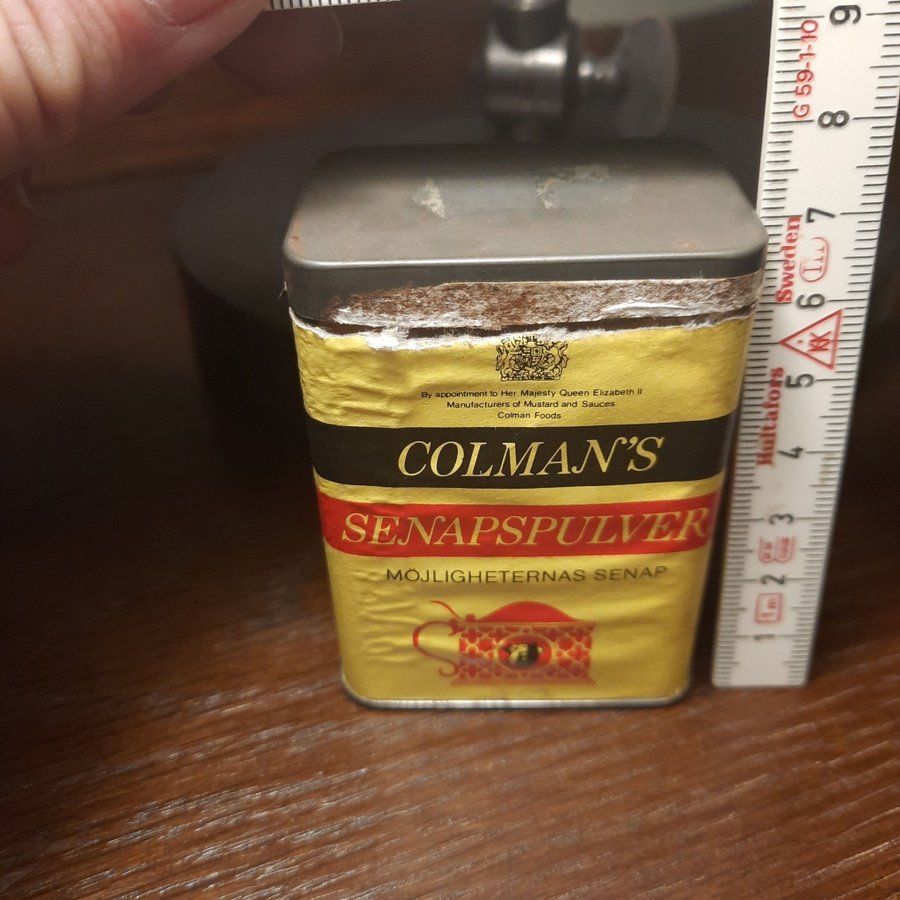 By appointment to Her Majesty Queen Elizabeth II
Manufacturers of Mustard and Sauces
Colman Foods
COLMAN'S
SENAPSPULVER
MÖJLIGHETERNAS SENAP
9
8
7
6
5
4
3
2
1
G 59-1-10
Sweden
Hultafors